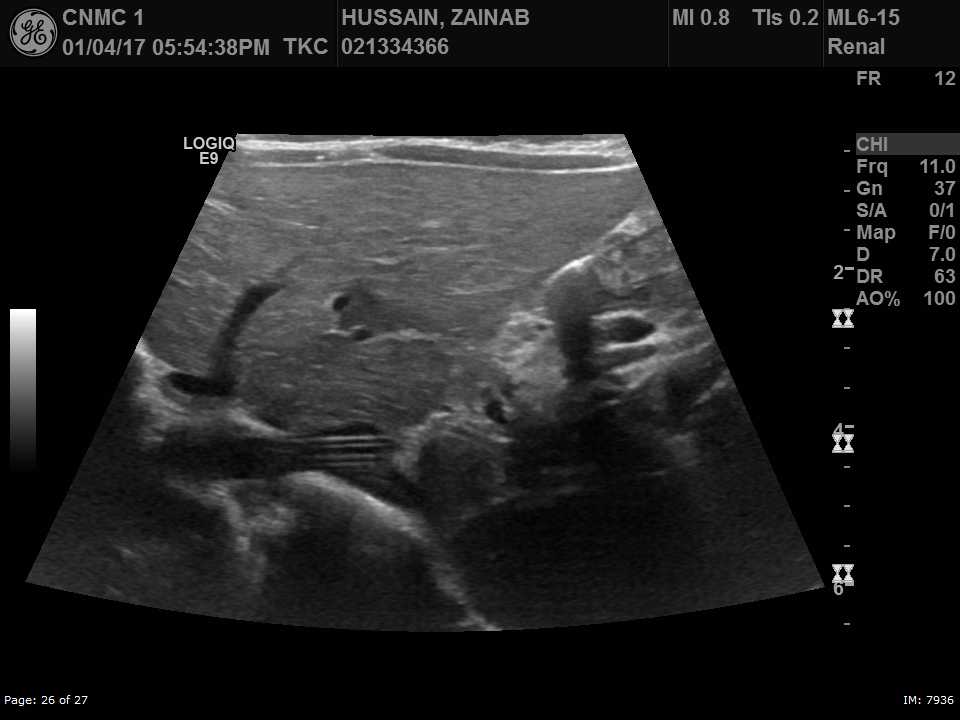 GE
CNMC 1
01/04/17 05:54:38PM TKC
HUSSAIN, ZAINAB
021334366
MI 0.8 TIs 0.2
ML6-15
Renal
FR 12
LOGIQ
E9
CHI
Frq 11.0
Gn 37
S/A 0/1
Map F/0
D 7.0
DR 63
AO% 100
2
4
6
Page: 26 of 27
IM: 7936